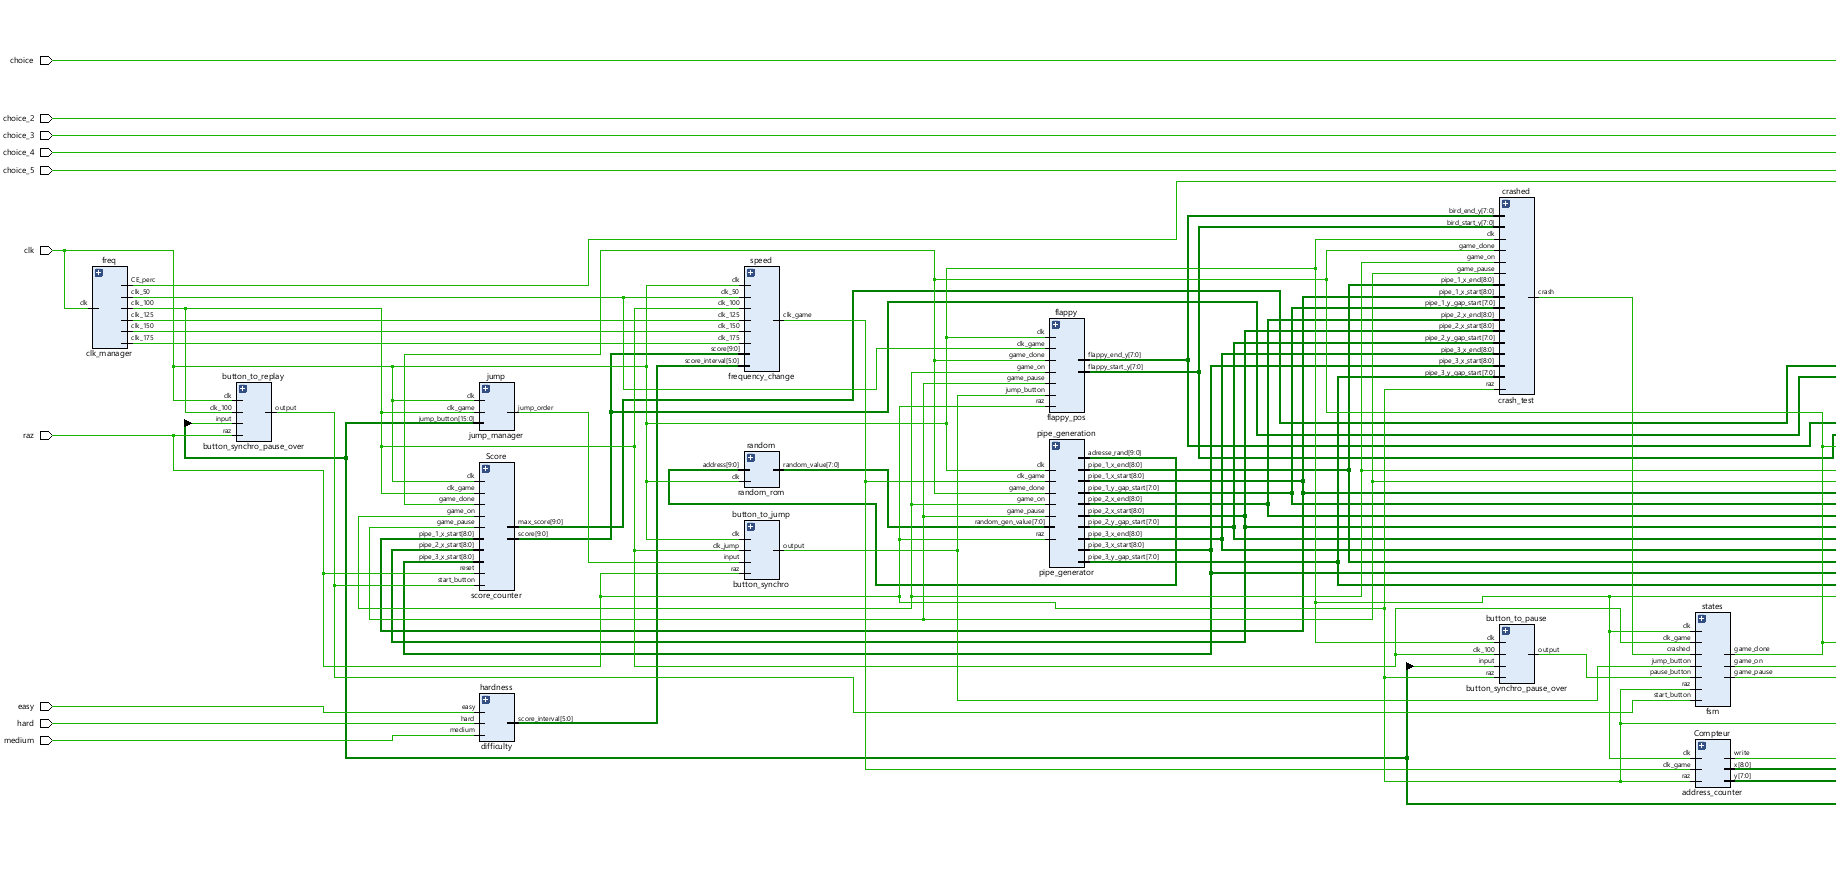 choice
choice_2
choice_3
choice_4
choice_5
clk
raz
easy
hard
medium
freq
clk
CE_perc
clk_50
clk_100
clk_125
clk_150
clk_175
clk_manager
button_to_replay
clk
clk_100
input
raz
output
button_synchro_pause_over
jump
clk
clk_game
jump_button[15:0]
jump_order
jump_manager
Score
clk
clk_game
game_done
game_on
game_pause
pipe_1_x_start[8:0]
pipe_2_x_start[8:0]
pipe_3_x_start[8:0]
reset
start_button
max_score[9:0]
score[9:0]
score_counter
hardness
easy
hard
medium
score_interval[5:0]
difficulty
speed
clk
clk_50
clk_100
clk_125
clk_150
clk_175
score[9:0]
score_interval[5:0]
clk_game
frequency_change
random
address[9:0]
clk
random_value[7:0]
random_rom
button_to_jump
clk
clk_jump
input
raz
output
button_synchro
flappy
clk
clk_game
game_done
game_on
game_pause
jump_button
raz
flappy_end_y[7:0]
flappy_start_y[7:0]
flappy_pos
pipe_generation
clk
clk_game
game_done
game_on
game_pause
random_gen_value[7:0]
raz
adresse_rand[9:0]
pipe_1_x_end[8:0]
pipe_1_x_start[8:0]
pipe_1_y_gap_start[7:0]
pipe_2_x_end[8:0]
pipe_2_x_start[8:0]
pipe_2_y_gap_start[7:0]
pipe_3_x_end[8:0]
pipe_3_x_start[8:0]
pipe_3_y_gap_start[7:0]
pipe_generator
crashed
bird_end_y[7:0]
bird_start_y[7:0]
clk
game_done
game_on
game_pause
pipe_1_x_end[8:0]
pipe_1_x_start[8:0]
pipe_1_y_gap_start[7:0]
pipe_2_x_end[8:0]
pipe_2_x_start[8:0]
pipe_2_y_gap_start[7:0]
pipe_3_x_end[8:0]
pipe_3_x_start[8:0]
pipe_3_y_gap_start[7:0]
raz
crash
crash_test
button_to_pause
clk
clk_100
input
raz
output
button_synchro_pause_over
states
clk
clk_game
crashed
jump_button
pause_button
raz
start_button
game_done
game_on
game_pause
fsm
Compteur
clk
clk_game
raz
write
x[8:0]
y[7:0]
address_counter